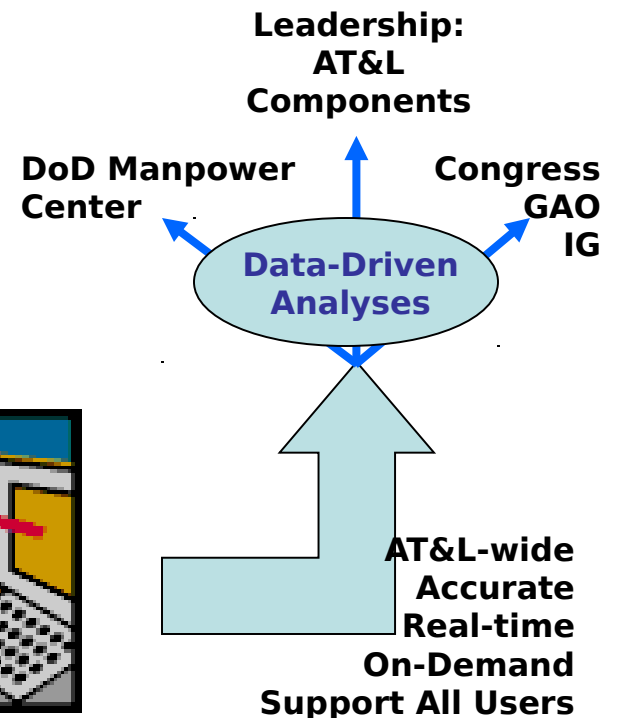 Leadership:
AT&L
Components
DoD Manpower
Center
Congress
GAO
IG
Data-Driven
Analyses
AT&L-wide
Accurate
Real-time
On-Demand
Support All Users